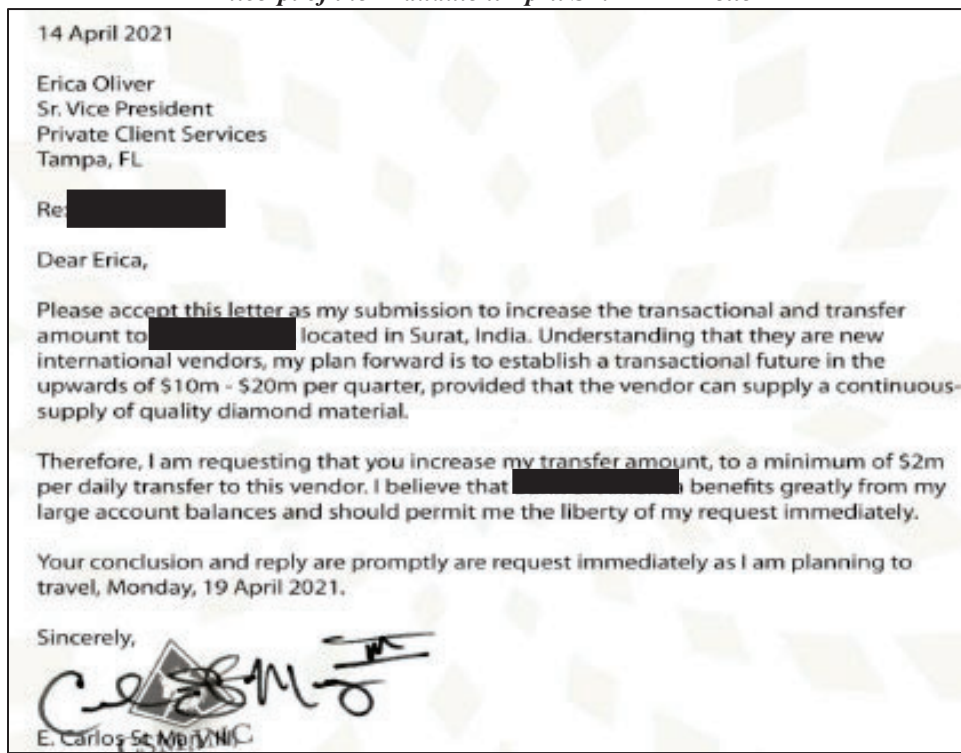 14 April 2021
Erica Oliver
Sr. Vice President
Private Client Services
Tampa, FL
Re:
Dear Erica,
Please accept this letter as my submission to increase the transactional and transfer
amount to located in Surat, India. Understanding that they are new
international vendors, my plan forward is to establish a transactional future in the
upwards of $10m - $20m per quarter, provided that the vendor can supply a continuous-
supply of quality diamond material.
Therefore, I am requesting that you increase my transfer amount, to a minimum of $2m
per daily transfer to this vendor. I believe that benefits greatly from my
large account balances and should permit me the liberty of my request immediately.
Your conclusion and reply are promptly are request immediately as I am planning to
travel, Monday, 19 April 2021.
Sincerely,
E. Carlos St Mary III